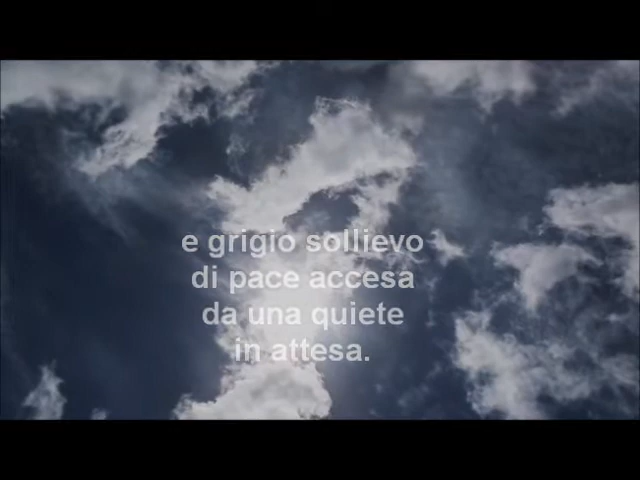 e grigio sollievo
di pace accesa
da una quiete
in attesa.